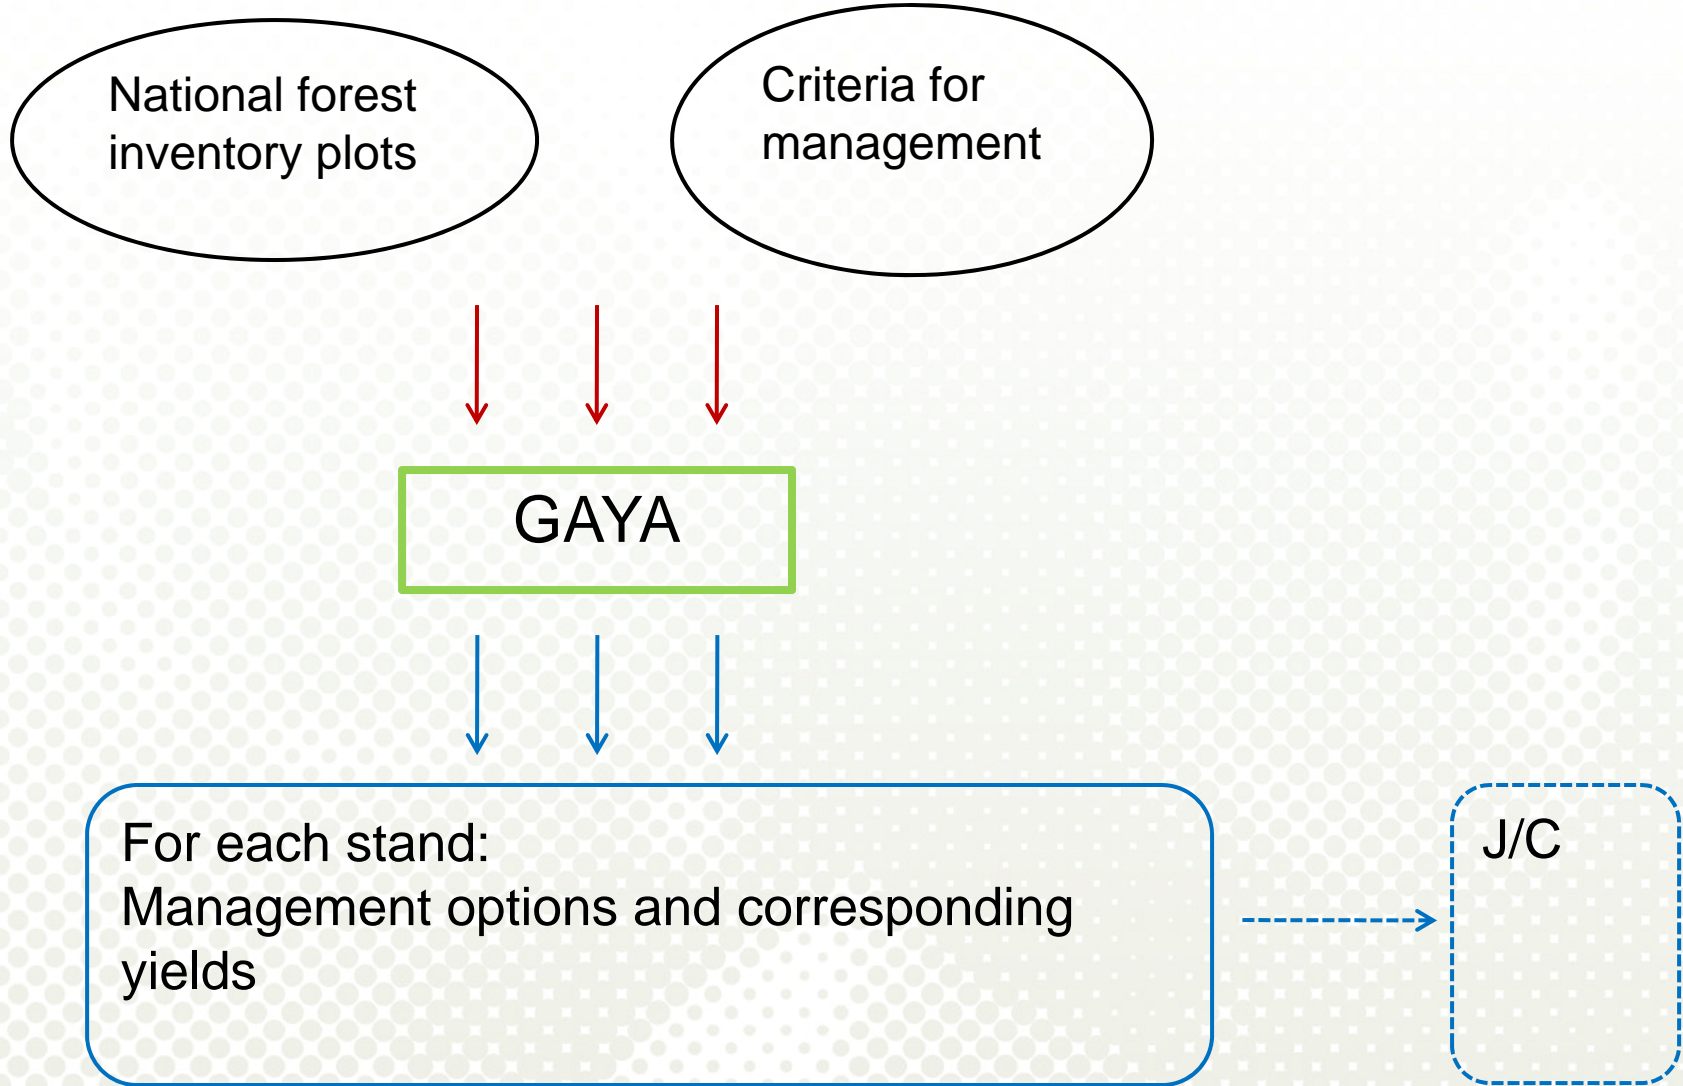 National forest
inventory plots
Criteria for
management
GAYA
For each stand:
Management options and corresponding
yields
J/C